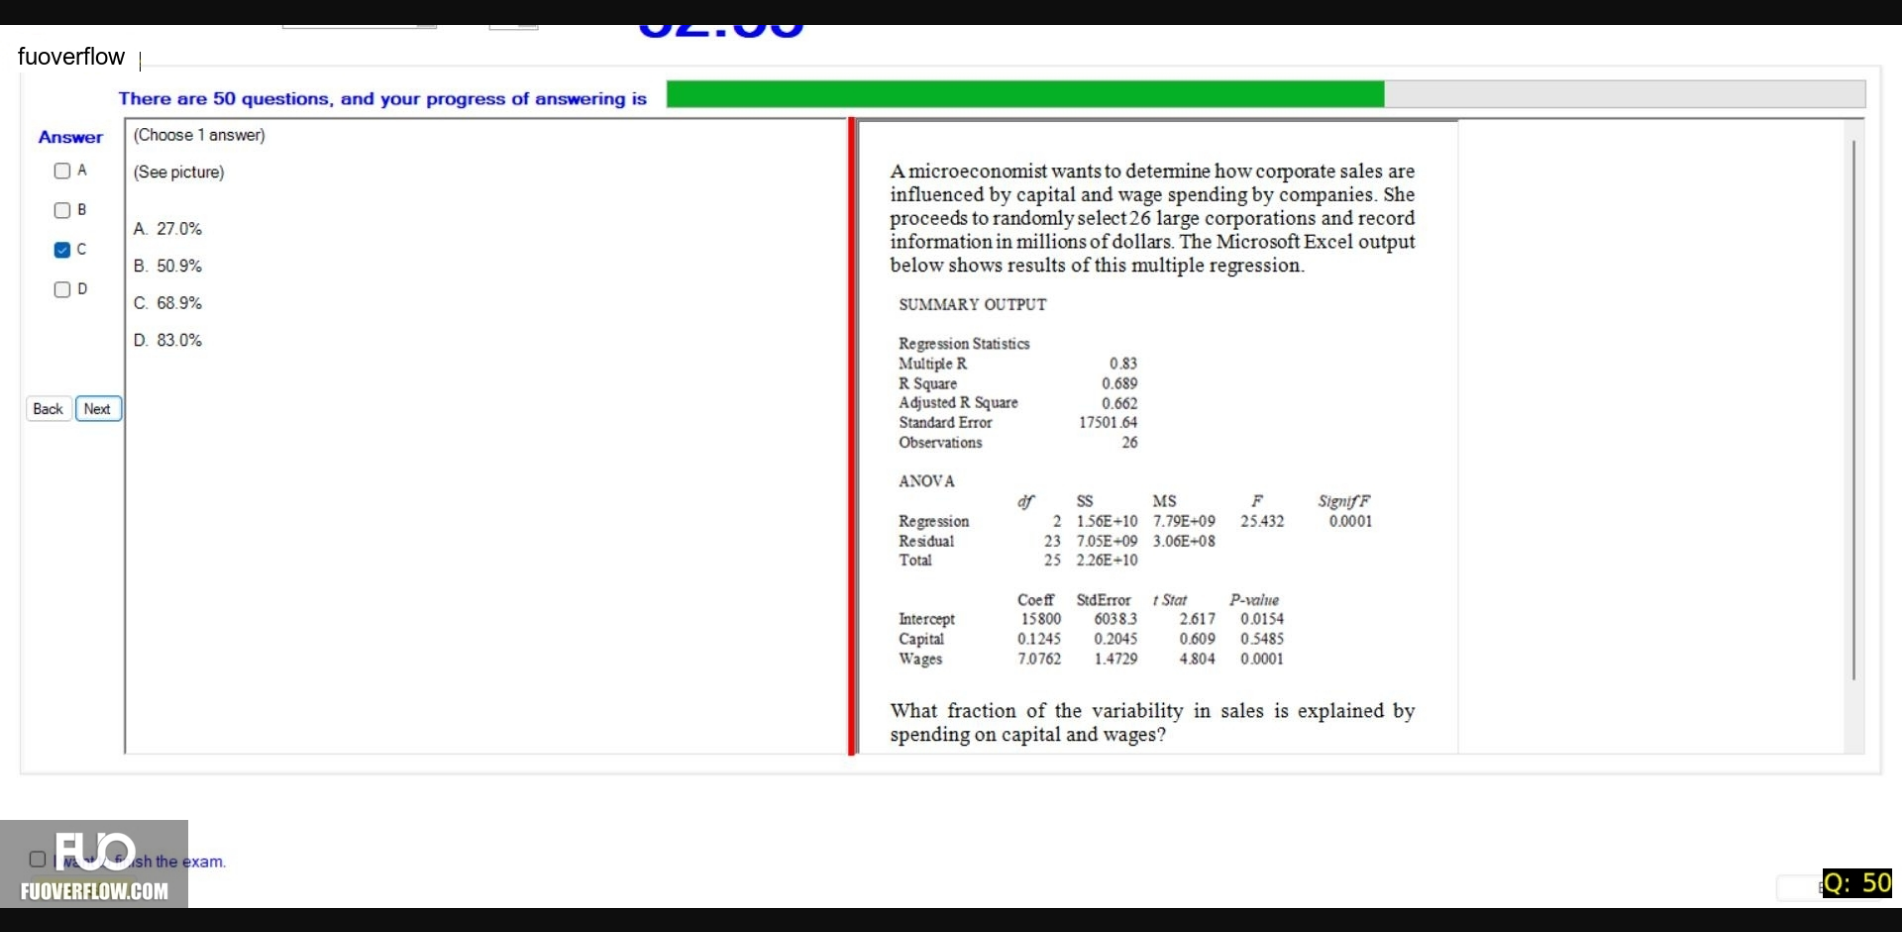 fuoverflow
There are 50 questions, and your progress of answering is
Answer
A
B
C
D
Back
Next
(Choose 1 answer)
(See picture)
A. 27.0%
B. 50.9%
C. 68.9%
D. 83.0%
A microeconomist wants to determine how corporate sales are
influenced by capital and wage spending by companies. She
proceeds to randomly select 26 large corporations and record
information in millions of dollars. The Microsoft Excel output
below shows results of this multiple regression.
SUMMARY OUTPUT
Regression Statistics
Multiple R 0.83
R Square 0.689
Adjusted R Square 0.662
Standard Error 17501.64
Observations 26
ANOVA
df SS MS F Signif F
Regression 2 1.56E+10 7.79E+09 25.432 0.0001
Residual 23 7.05E+09 3.06E+08
Total 25 2.26E+10
Coeff StdError t Stat P-value
Intercept 15800 6038.3 2.617 0.0154
Capital 0.1245 0.2045 0.609 0.5485
Wages 7.0762 1.4729 4.804 0.0001
What fraction of the variability in sales is explained by
spending on capital and wages?
FUO
the exam.
FUOVERFLOW.COM
Q: 50